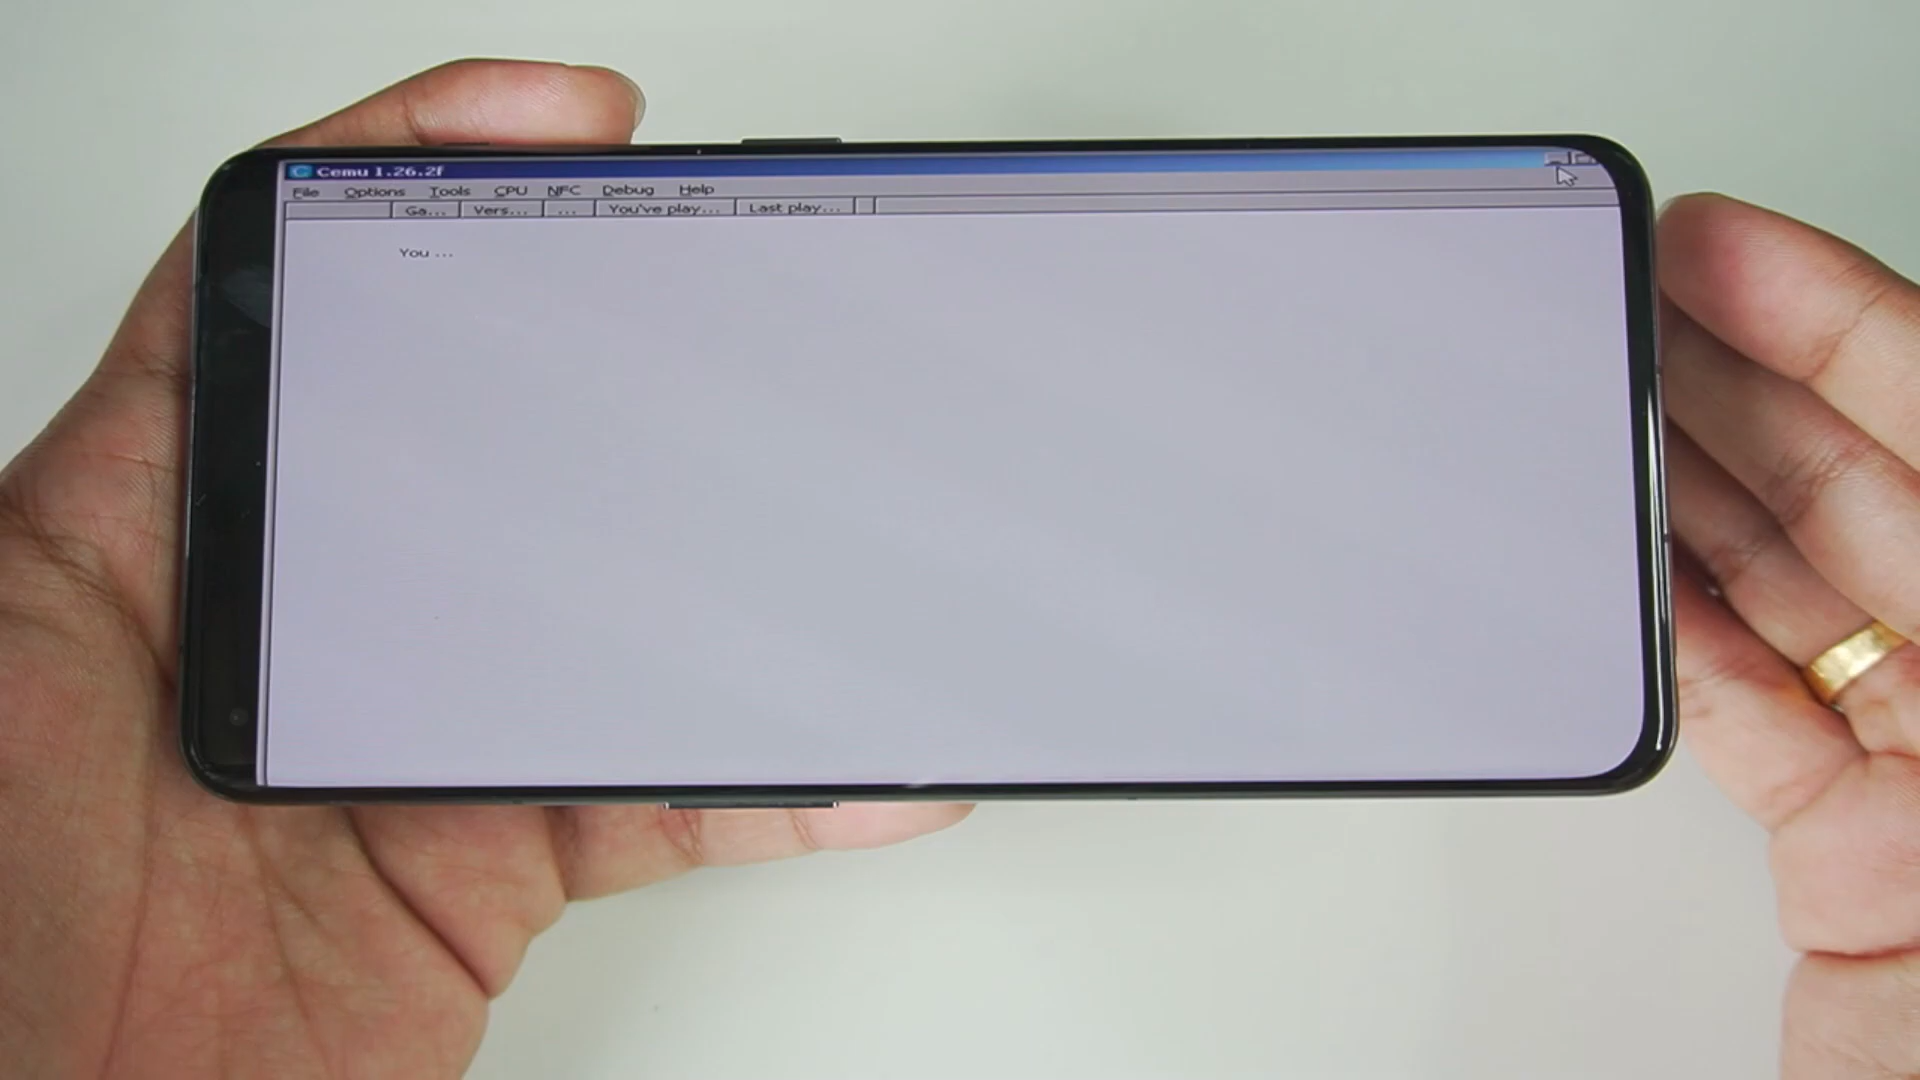 Cemu 1.26.2f
File Options Tools CPU NFC Debug Help
Ga... Vers... ... You've play... Last play...
You ...